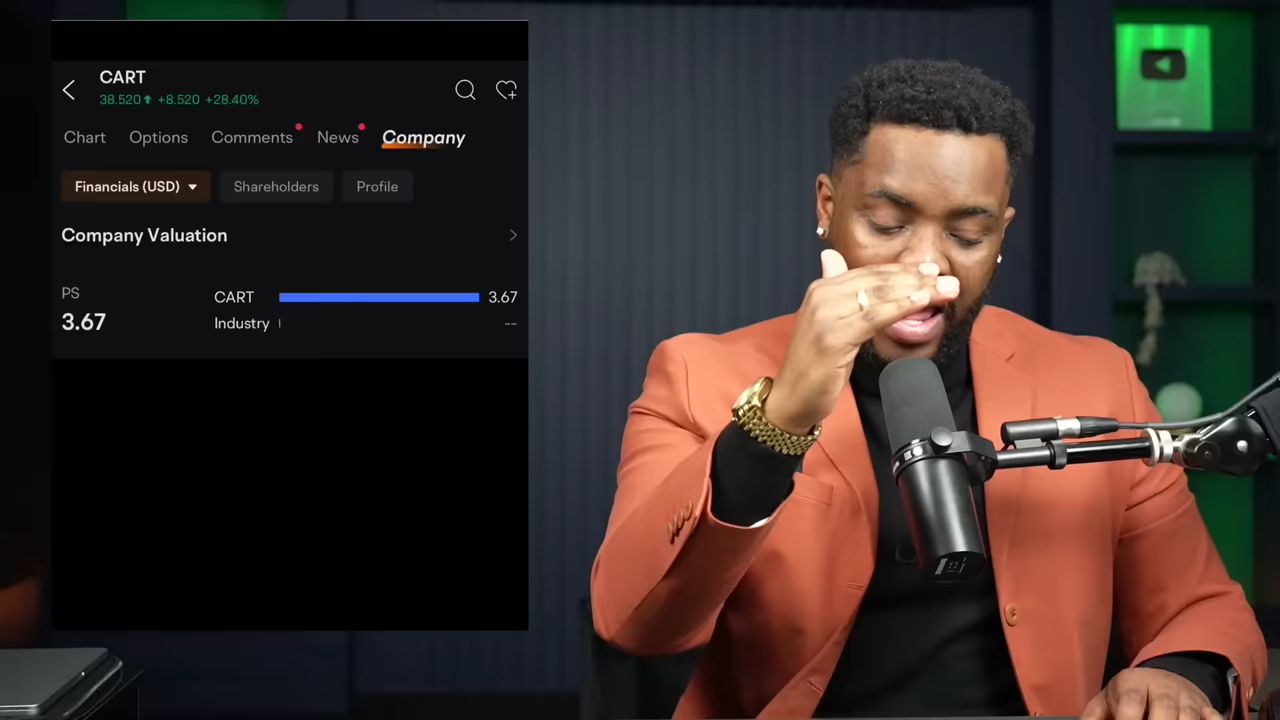 CART
38.520 +8.520 +28.40%
Chart Options Comments News Company
Financials (USD) Shareholders Profile
Company Valuation
PS
3.67
CART 3.67
Industry --